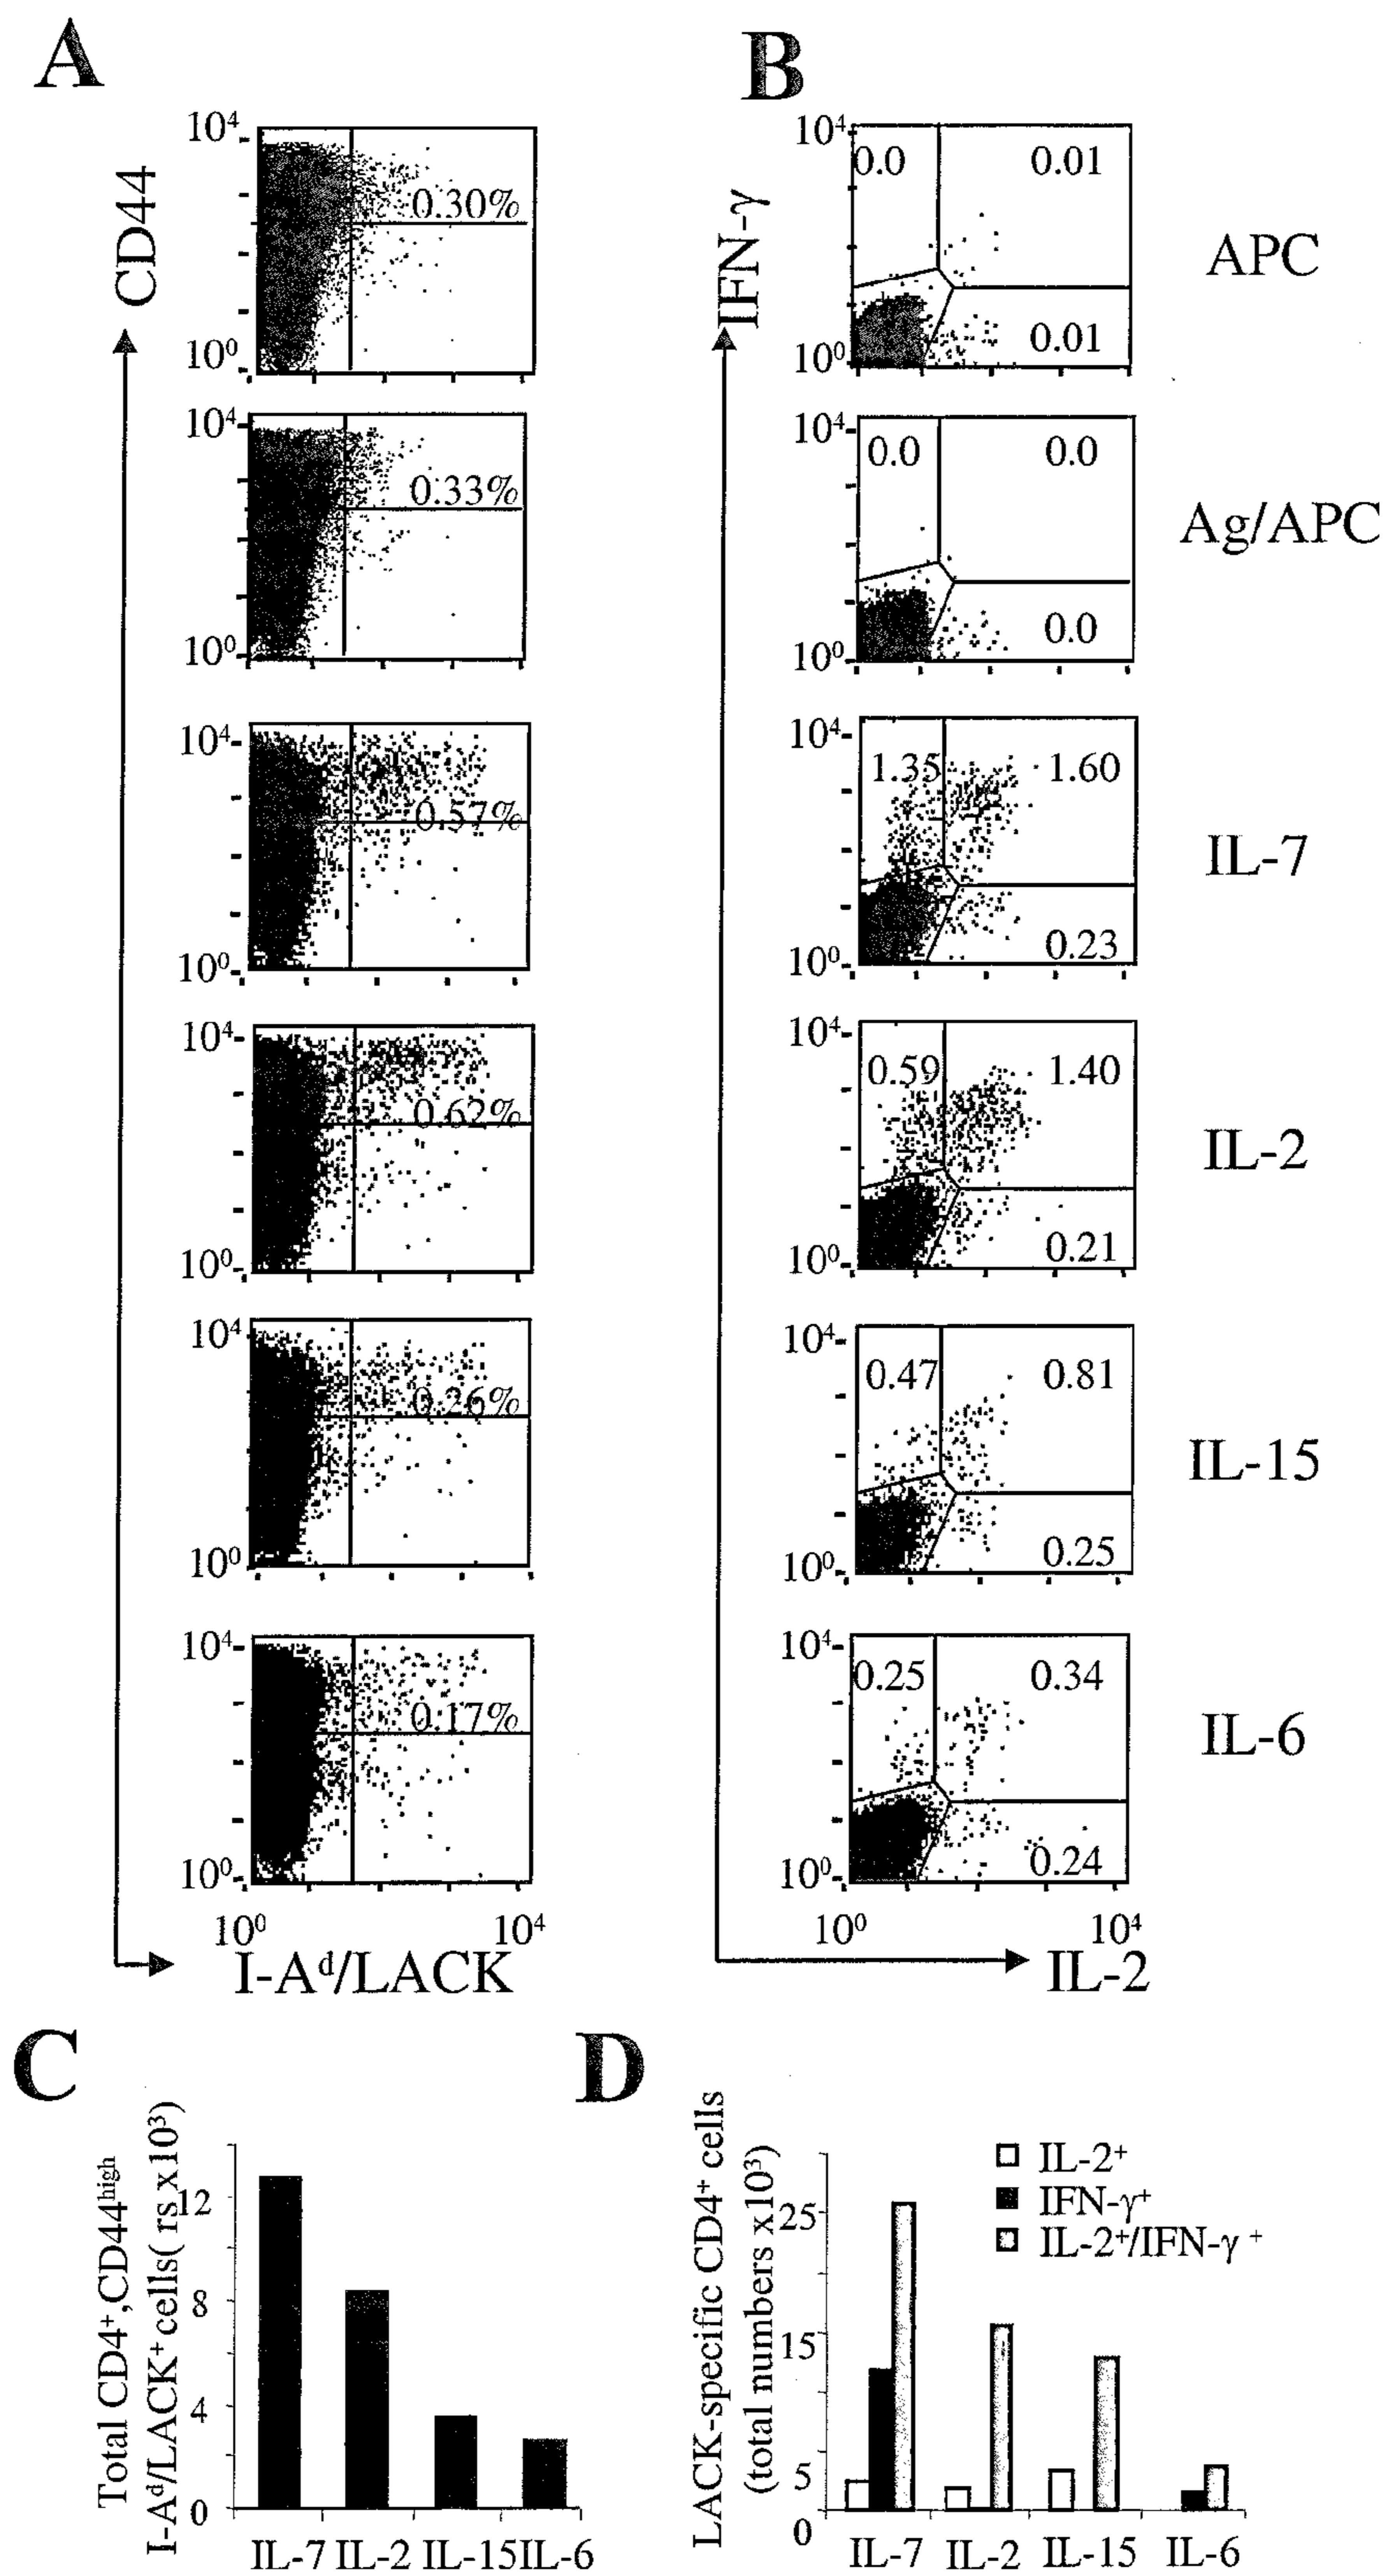 A
B
CD44
IFN-γ
10⁴
0.30%
10⁰
10⁴
0.0
0.01
0.01
10⁰
APC
10⁴
0.33%
10⁰
10⁴
0.0
0.0
0.0
10⁰
Ag/APC
10⁴
0.57%
10⁰
10⁴
1.35
1.60
0.23
10⁰
IL-7
10⁴
0.62%
10⁰
10⁴
0.59
1.40
0.21
10⁰
IL-2
10⁴
0.26%
10⁰
10⁴
0.47
0.81
0.25
10⁰
IL-15
10⁴
0.17%
10⁰
10⁴
0.25
0.34
0.24
10⁰
IL-6
10⁰ 10⁴
I-Aᵈ/LACK
10⁰ 10⁴
IL-2
C
Total CD4⁺,CD44ʰⁱᵍʰ
I-Aᵈ/LACK⁺ cells( rs x10³)
12
8
4
0
IL-7 IL-2 IL-15 IL-6
D
LACK-specific CD4⁺ cells
(total numbers x10³)
IL-2⁺
IFN-γ⁺
IL-2⁺/IFN-γ ⁺
25
15
5
0
IL-7 IL-2 IL-15 IL-6